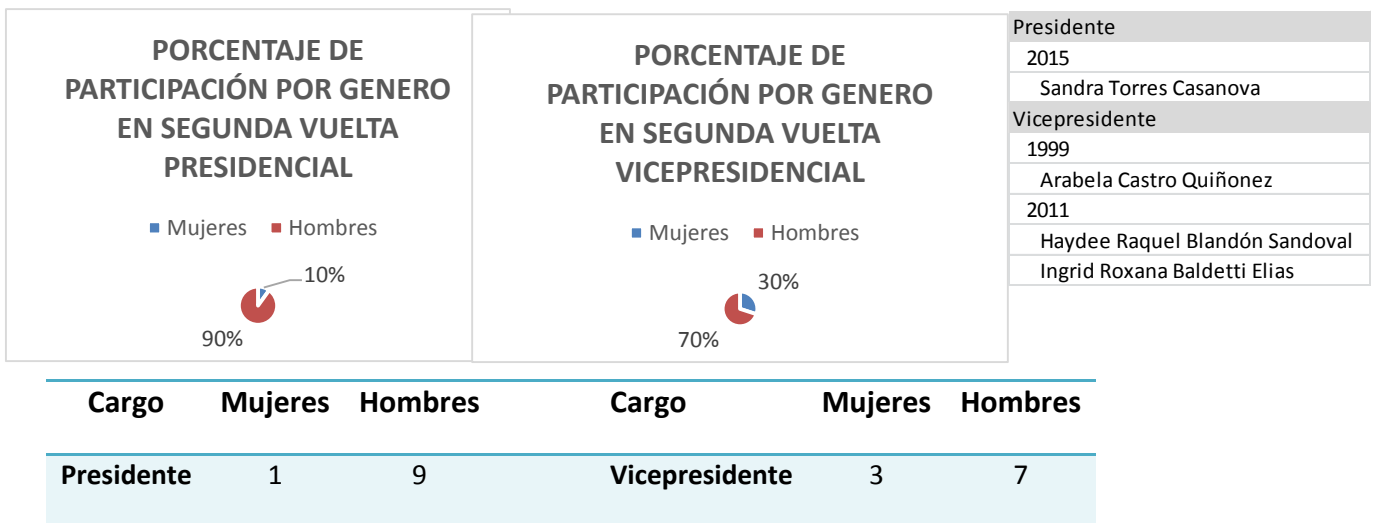 PORCENTAJE DE
PARTICIPACIÓN POR GENERO
EN SEGUNDA VUELTA
PRESIDENCIAL
Mujeres Hombres
10%
90%
PORCENTAJE DE
PARTICIPACIÓN POR GENERO
EN SEGUNDA VUELTA
VICEPRESIDENCIAL
Mujeres Hombres
30%
70%
Presidente
2015
Sandra Torres Casanova
Vicepresidente
1999
Arabela Castro Quiñonez
2011
Haydee Raquel Blandón Sandoval
Ingrid Roxana Baldetti Elias
Cargo Mujeres Hombres Cargo Mujeres Hombres
Presidente 1 9 Vicepresidente 3 7